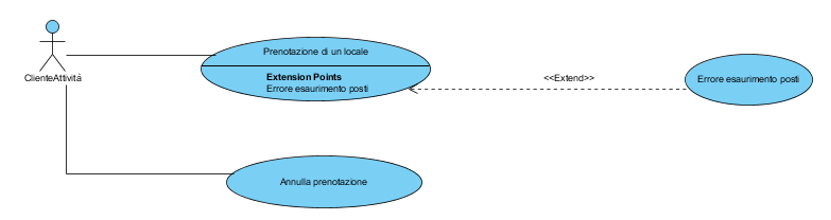 Prenotazione di un locale
ClienteAttività
Extension Points
Errore esaurimento posti
<<Extend>>
Errore esaurimento posti
Annulla prenotazione